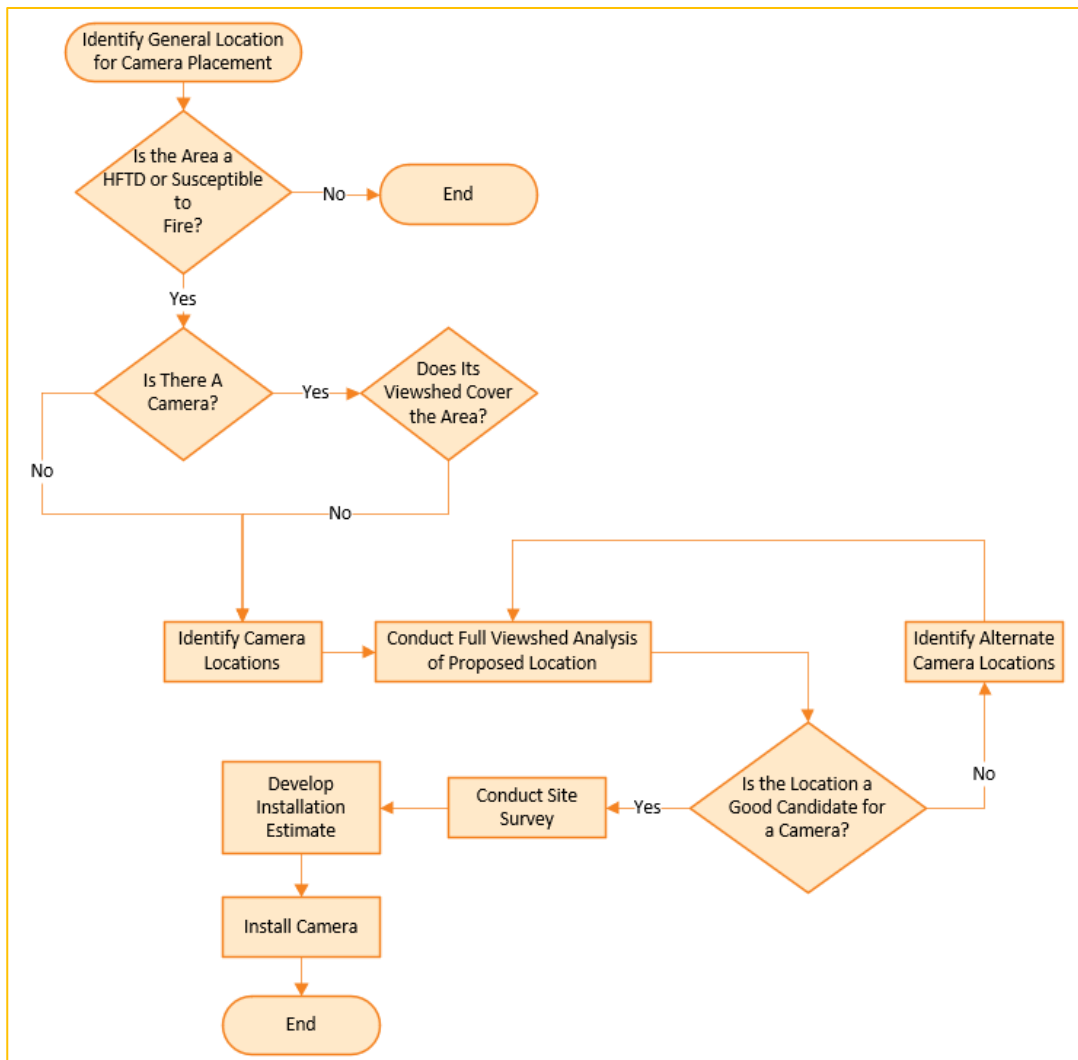 Identify General Location
for Camera Placement
Is the Area a
HFTD or Susceptible
to
Fire?
No
End
Yes
Is There A
Camera?
Yes
Does Its
Viewshed Cover
the Area?
No
No
Identify Camera
Locations
Conduct Full Viewshed Analysis
of Proposed Location
Identify Alternate
Camera Locations
Is the Location a
Good Candidate for
a Camera?
No
Yes
Conduct Site
Survey
Develop
Installation
Estimate
Install Camera
End